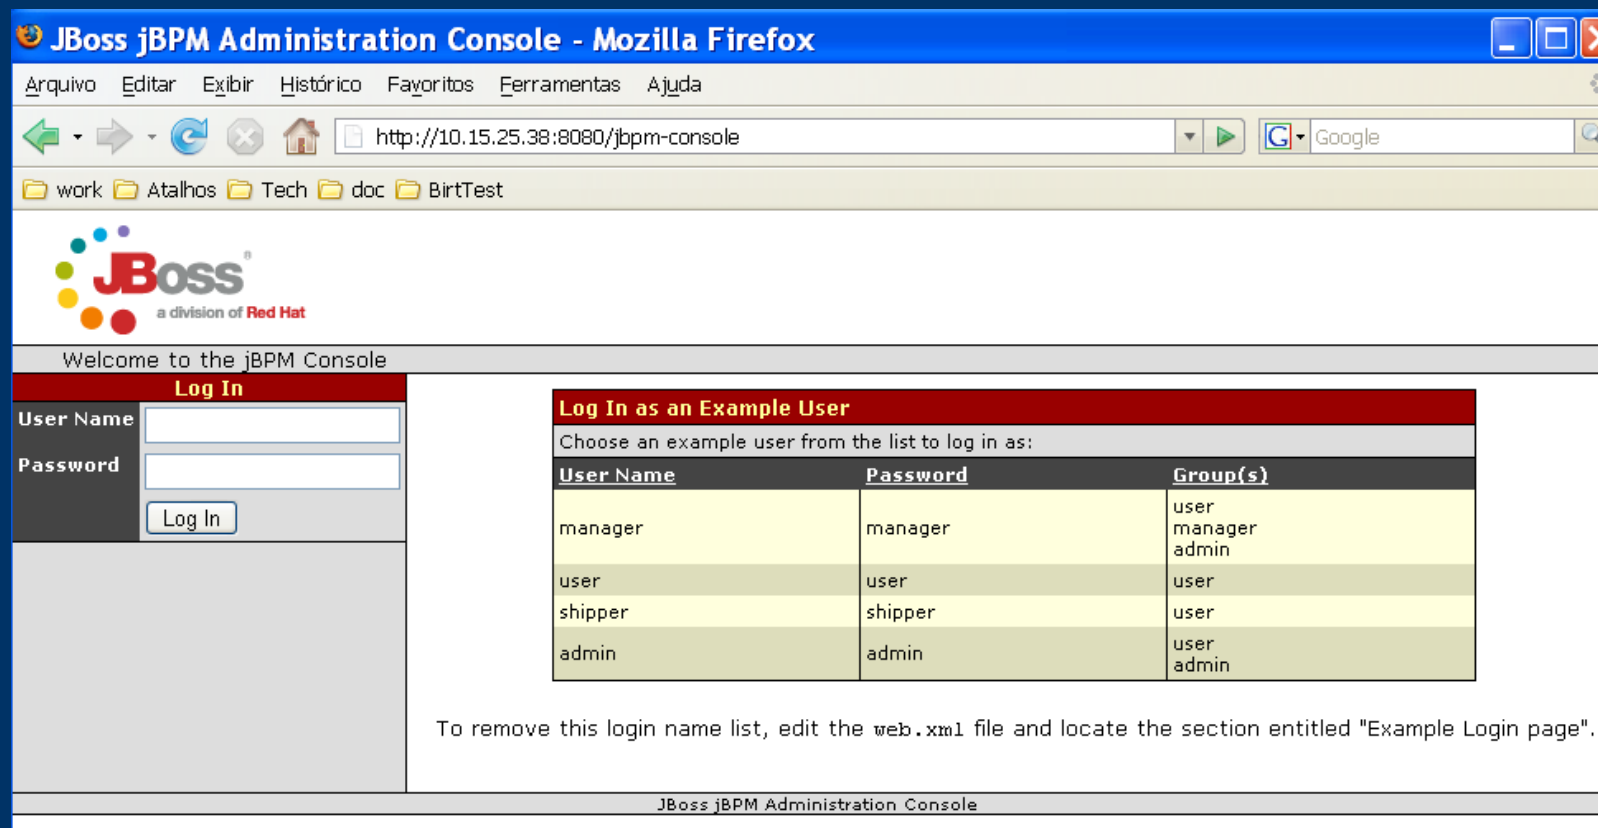 JBoss jBPM Administration Console - Mozilla Firefox
Arquivo Editar Exibir Histórico Favoritos Ferramentas Ajuda
http://10.15.25.38:8080/jbpm-console G Google
work Atalhos Tech doc BirtTest
JBoss®
a division of Red Hat
Welcome to the jBPM Console
Log In
User Name
Password
Log In
Log In as an Example User
Choose an example user from the list to log in as:
User Name Password Group(s)
manager manager user
manager
admin
user user user
shipper shipper user
admin admin user
admin
To remove this login name list, edit the web.xml file and locate the section entitled "Example Login page".
JBoss jBPM Administration Console